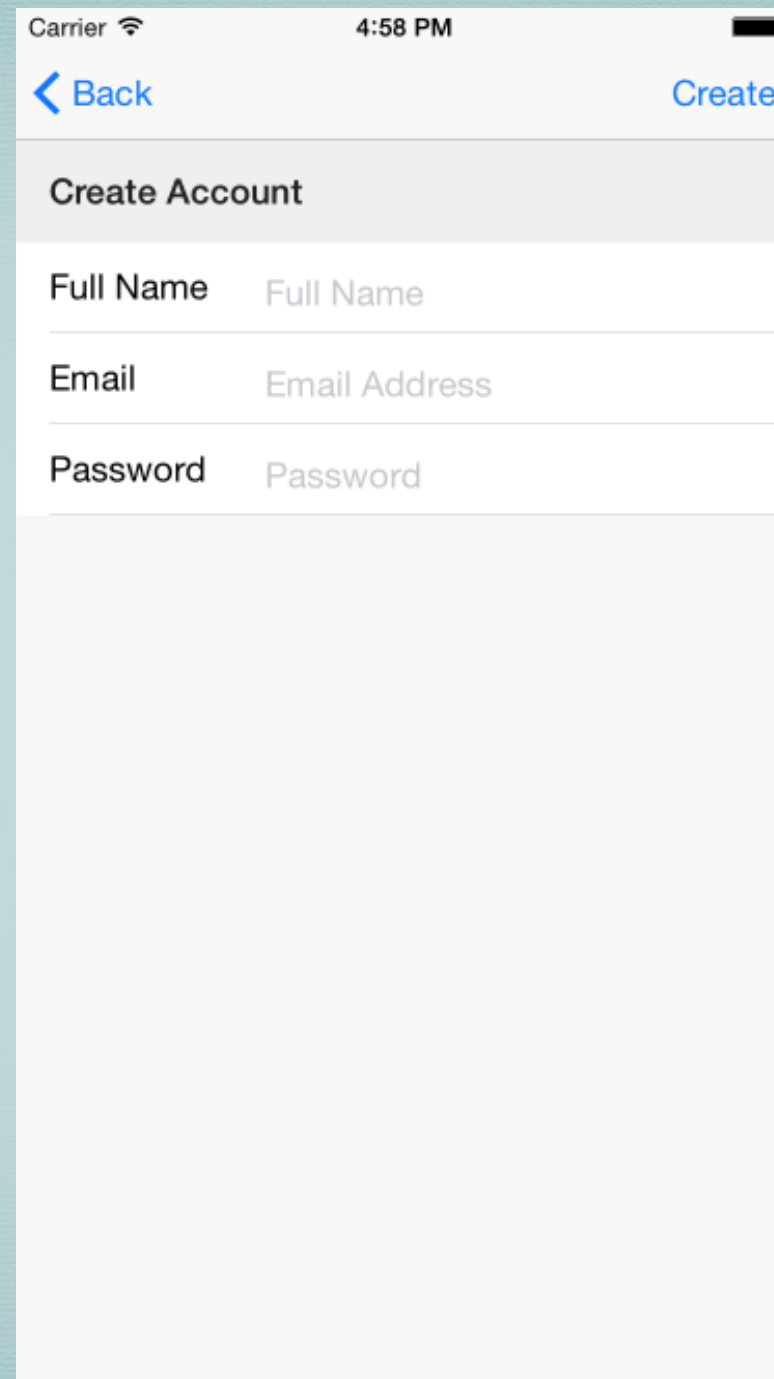 Carrier 4:58 PM
Back Create
Create Account
Full Name Full Name
Email Email Address
Password Password